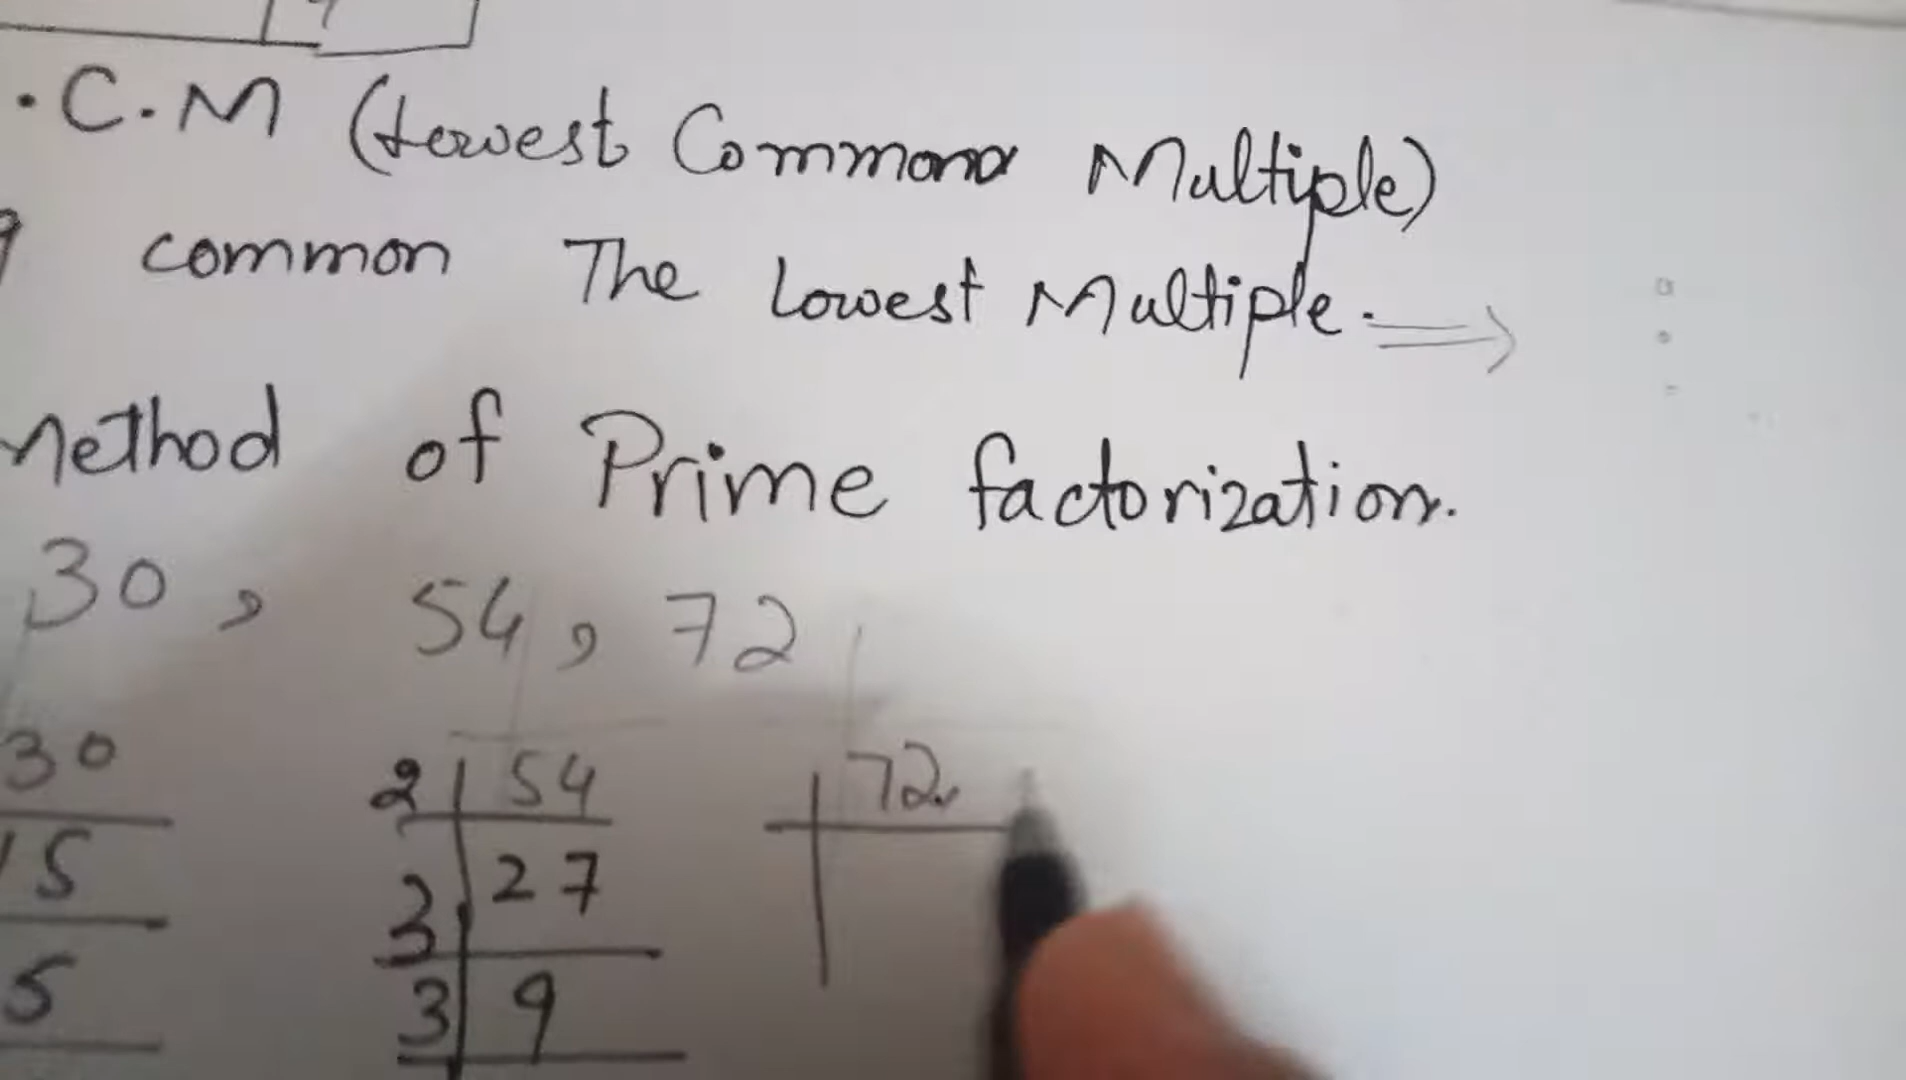 .C.M (Lowest Common Multiple)
common The Lowest Multiple. ⇒
Method of Prime factorization.
30, 54, 72
30
15
5
2 | 54
3 | 27
3 | 9
72